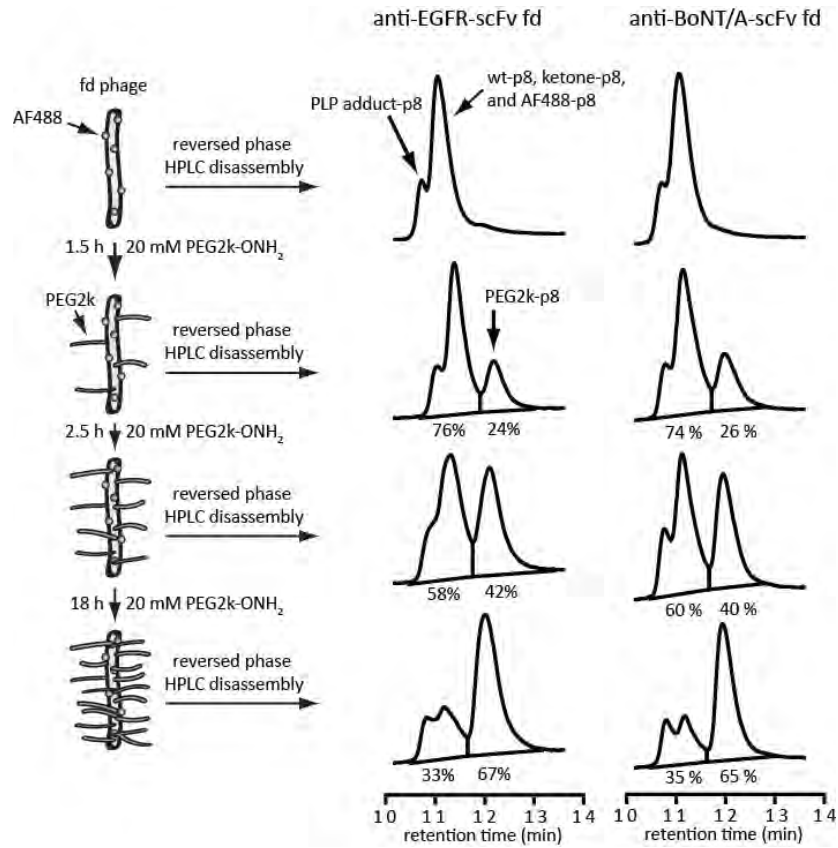 anti-EGFR-scFv fd
anti-BoNT/A-scFv fd
fd phage
AF488
reversed phase
HPLC disassembly
PLP adduct-p8
wt-p8, ketone-p8,
and AF488-p8
1.5 h
20 mM PEG2k-ONH₂
PEG2k
reversed phase
HPLC disassembly
PEG2k-p8
76%
24%
74 %
26 %
2.5 h
20 mM PEG2k-ONH₂
reversed phase
HPLC disassembly
58%
42%
60 %
40 %
18 h
20 mM PEG2k-ONH₂
reversed phase
HPLC disassembly
33%
67%
35 %
65 %
10 11 12 13 14
retention time (min)
10 11 12 13 14
retention time (min)